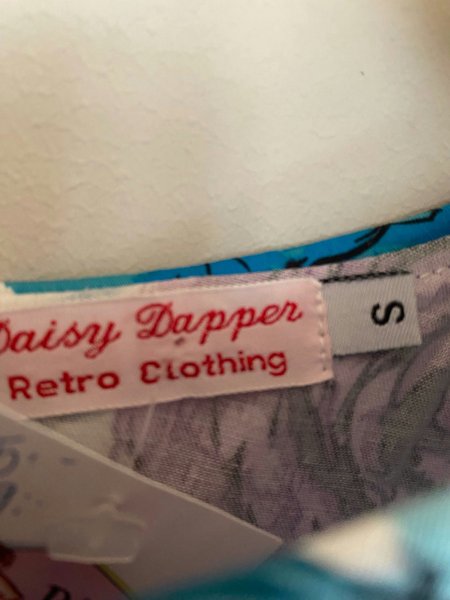 Daisy Dapper
Retro Clothing
S